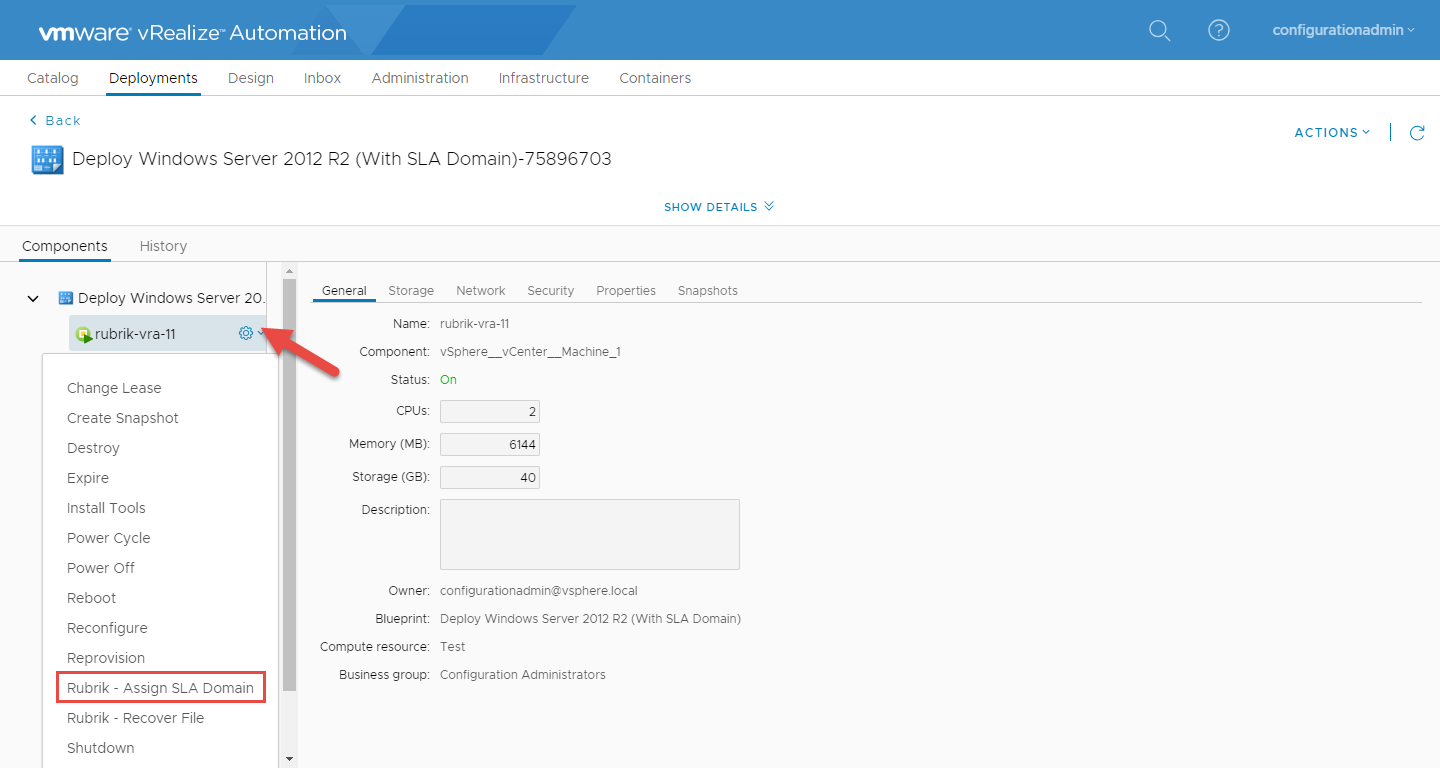 vmware® vRealize™ Automation
configurationadmin
Catalog Deployments Design Inbox Administration Infrastructure Containers
Back
ACTIONS
Deploy Windows Server 2012 R2 (With SLA Domain)-75896703
SHOW DETAILS
Components History
Deploy Windows Server 20.
rubrik-vra-11
Change Lease
Create Snapshot
Destroy
Expire
Install Tools
Power Cycle
Power Off
Reboot
Reconfigure
Reprovision
Rubrik - Assign SLA Domain
Rubrik - Recover File
Shutdown
General Storage Network Security Properties Snapshots
Name: rubrik-vra-11
Component: vSphere__vCenter__Machine_1
Status: On
CPUs: 2
Memory (MB): 6144
Storage (GB): 40
Description:
Owner: configurationadmin@vsphere.local
Blueprint: Deploy Windows Server 2012 R2 (With SLA Domain)
Compute resource: Test
Business group: Configuration Administrators